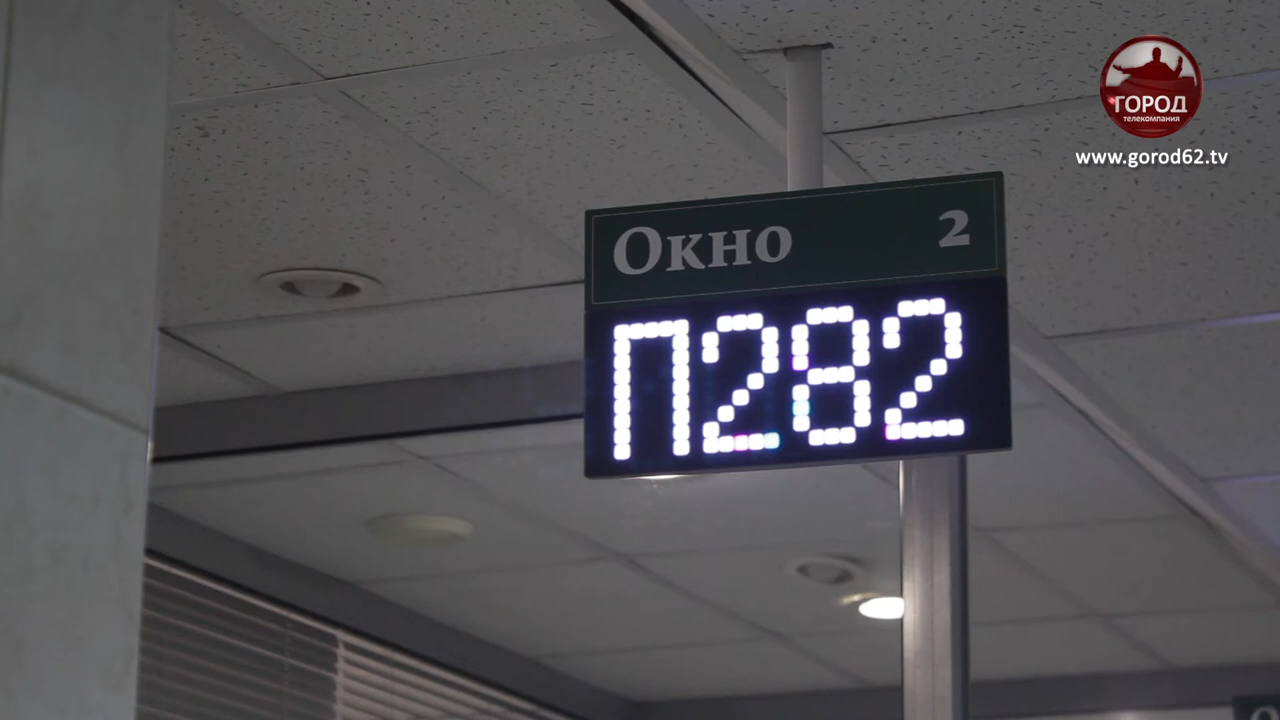 ГОРОД
телекомпания
www.gorod62.tv
Окно 2
П282